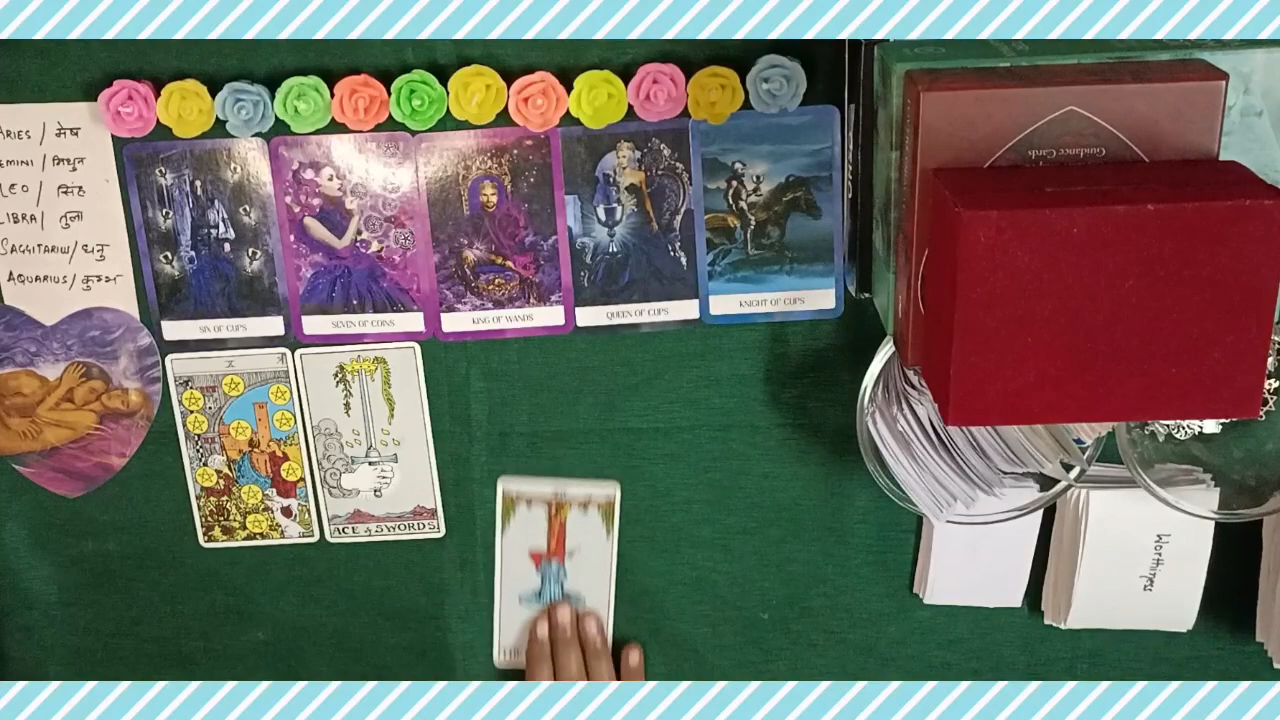 ARIES / मेष
GEMINI / मिथुन
LEO / सिंह
LIBRA / तुला
SAGGITARIUS / धनु
AQUARIUS / कुम्भ
SIX OF CUPS
SEVEN OF COINS
KING OF WANDS
QUEEN OF CUPS
KNIGHT OF CUPS
X
ACE of SWORDS.
Guidance Cards
Worthiness